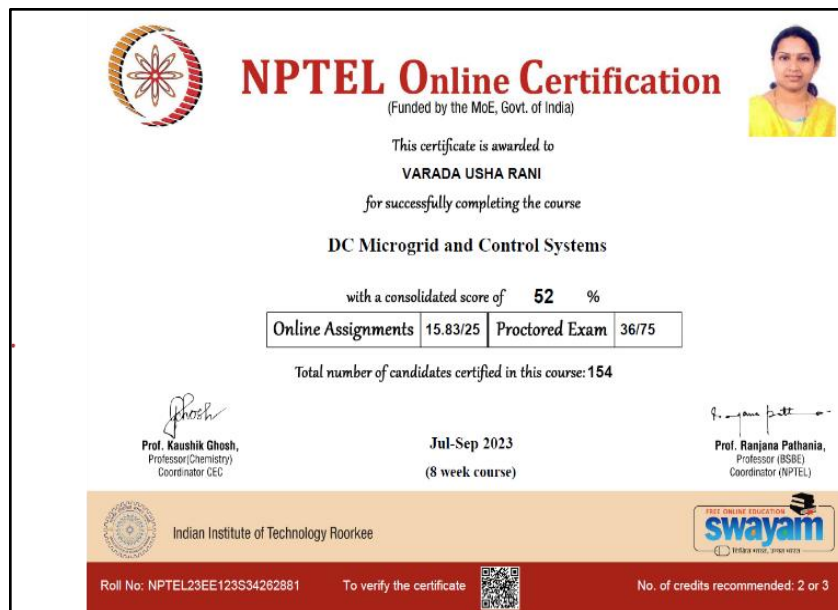 NPTEL Online Certification
(Funded by the MoE, Govt. of India)
This certificate is awarded to
VARADA USHA RANI
for successfully completing the course
DC Microgrid and Control Systems
with a consolidated score of 52 %
Online Assignments 15.83/25 Proctored Exam 36/75
Total number of candidates certified in this course: 154
Prof. Kaushik Ghosh,
Professor(Chemistry)
Coordinator CEC
Jul-Sep 2023
(8 week course)
Prof. Ranjana Pathania,
Professor (BSBE)
Coordinator (NPTEL)
Indian Institute of Technology Roorkee
FREE ONLINE EDUCATION
swayam
शिक्षित भारत, उन्नत भारत
Roll No: NPTEL23EE123S34262881 To verify the certificate No. of credits recommended: 2 or 3